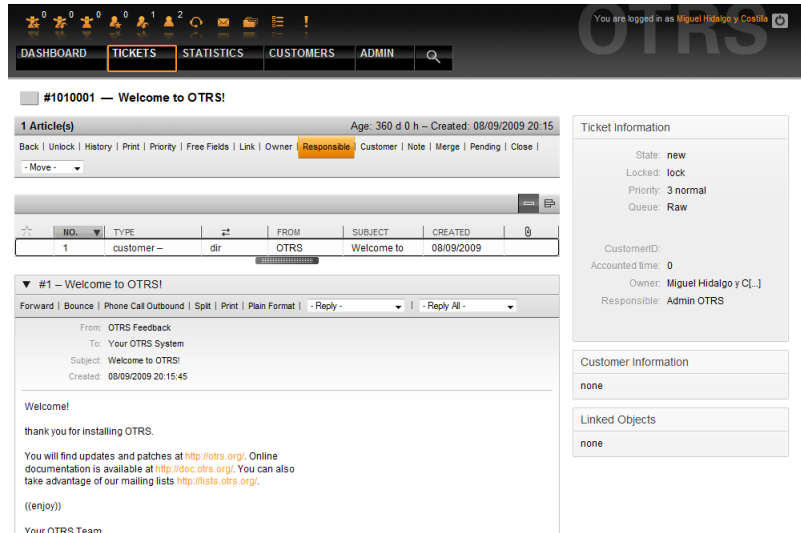 0 0 0 0 1 2
You are logged in as Miguel Hidalgo y Costilla
OTRS
DASHBOARD TICKETS STATISTICS CUSTOMERS ADMIN
#1010001 — Welcome to OTRS!
1 Article(s) Age: 360 d 0 h – Created: 08/09/2009 20:15
Back | Unlock | History | Print | Priority | Free Fields | Link | Owner | Responsible | Customer | Note | Merge | Pending | Close |
- Move -
NO. TYPE FROM SUBJECT CREATED
1 customer – dir OTRS Welcome to 08/09/2009
#1 – Welcome to OTRS!
Forward | Bounce | Phone Call Outbound | Split | Print | Plain Format | - Reply - | - Reply All -
From: OTRS Feedback
To: Your OTRS System
Subject: Welcome to OTRS!
Created: 08/09/2009 20:15:45
Welcome!
thank you for installing OTRS.
You will find updates and patches at http://otrs.org/. Online
documentation is available at http://doc.otrs.org/. You can also
take advantage of our mailing lists http://lists.otrs.org/.
((enjoy))
Your OTRS Team
Ticket Information
State: new
Locked: lock
Priority: 3 normal
Queue: Raw
CustomerID:
Accounted time: 0
Owner: Miguel Hidalgo y C[...]
Responsible: Admin OTRS
Customer Information
none
Linked Objects
none